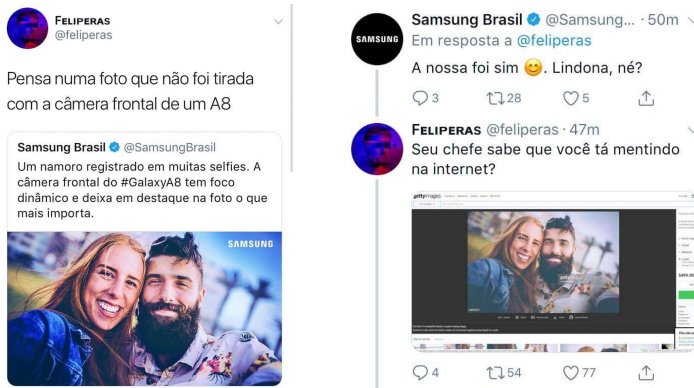 FELIPERAS
@feliperas
Pensa numa foto que não foi tirada
com a câmera frontal de um A8
Samsung Brasil @SamsungBrasil
Um namoro registrado em muitas selfies. A
câmera frontal do #GalaxyA8 tem foco
dinâmico e deixa em destaque na foto o que
mais importa.
SAMSUNG
SAMSUNG
Samsung Brasil @Samsung... · 50m
Em resposta a @feliperas
A nossa foi sim 😊. Lindona, né?
3 28 5
FELIPERAS @feliperas · 47m
Seu chefe sabe que você tá mentindo
na internet?
gettyimages
$499.00
4 54 77